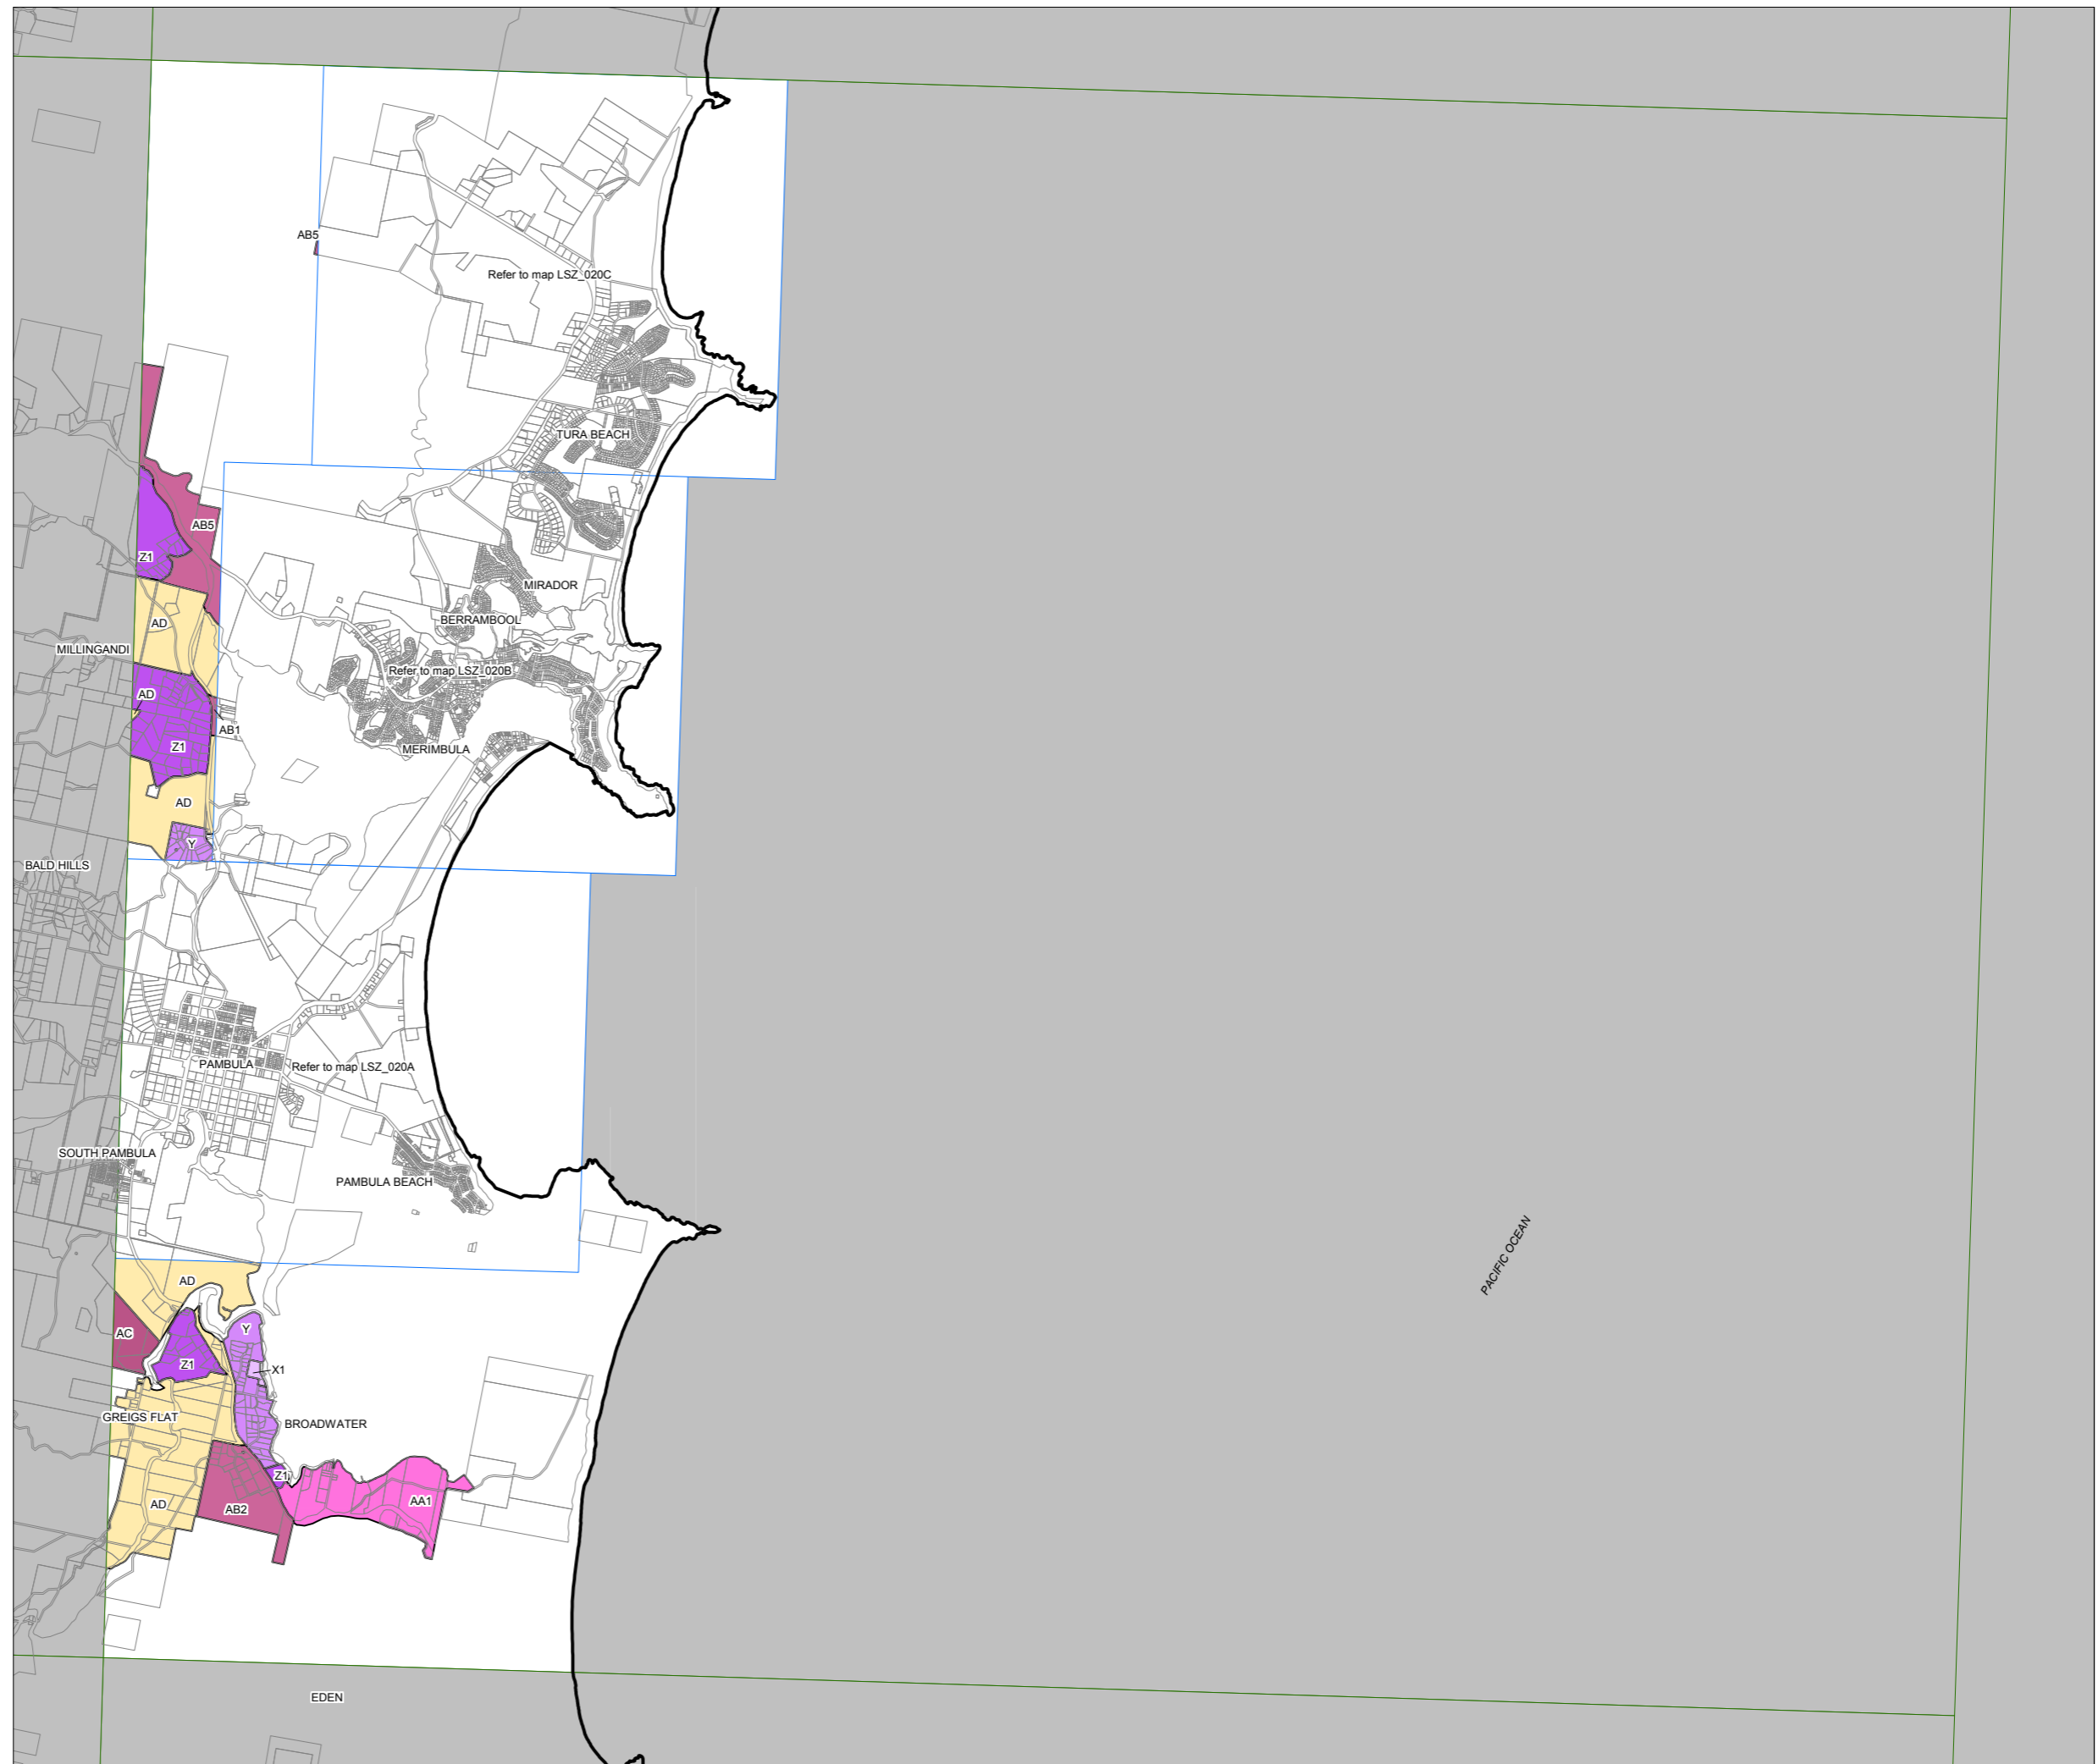 AB5
Refer to map LSZ_020C
TURA BEACH
AB5
Z1
MIRADOR
BERRAMBOOL
AD
MILLINGANDI
Refer to map LSZ_020B
AD
AB1
Z1
MERIMBULA
AD
Y
BALD HILLS
PAMBULA
Refer to map LSZ_020A
SOUTH PAMBULA
PAMBULA BEACH
PACIFIC OCEAN
AD
Y
AC
Z1
X1
GREIGS FLAT
BROADWATER
Z1
AA1
AD
AB2
EDEN